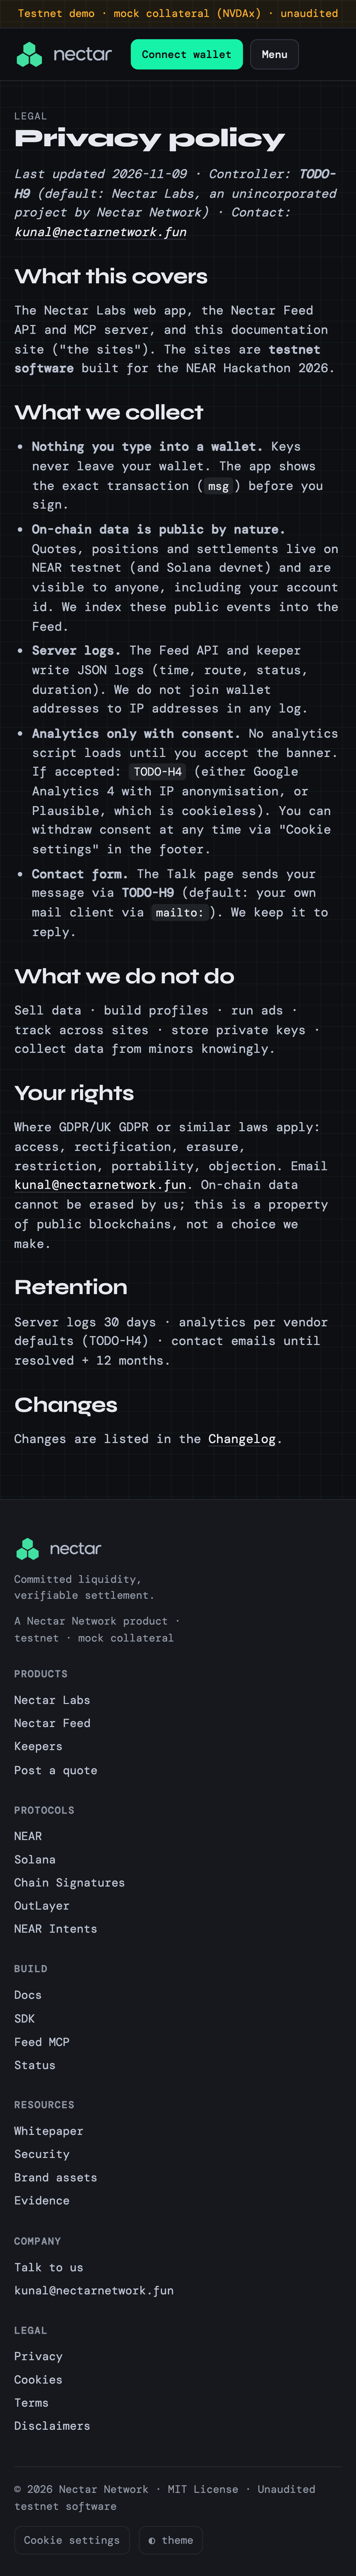 Testnet demo · mock collateral (NVDAx) · unaudited
nectar
Connect wallet
Menu
LEGAL
Privacy policy
Last updated 2026-11-09 · Controller: TODO-
H9 (default: Nectar Labs, an unincorporated
project by Nectar Network) · Contact:
kunal@nectarnetwork.fun
What this covers
The Nectar Labs web app, the Nectar Feed
API and MCP server, and this documentation
site ("the sites"). The sites are testnet
software built for the NEAR Hackathon 2026.
What we collect
• Nothing you type into a wallet. Keys
never leave your wallet. The app shows
the exact transaction ( msg ) before you
sign.
• On-chain data is public by nature.
Quotes, positions and settlements live on
NEAR testnet (and Solana devnet) and are
visible to anyone, including your account
id. We index these public events into the
Feed.
• Server logs. The Feed API and keeper
write JSON logs (time, route, status,
duration). We do not join wallet
addresses to IP addresses in any log.
• Analytics only with consent. No analytics
script loads until you accept the banner.
If accepted: TODO-H4 (either Google
Analytics 4 with IP anonymisation, or
Plausible, which is cookieless). You can
withdraw consent at any time via "Cookie
settings" in the footer.
• Contact form. The Talk page sends your
message via TODO-H9 (default: your own
mail client via mailto: ). We keep it to
reply.
What we do not do
Sell data · build profiles · run ads ·
track across sites · store private keys ·
collect data from minors knowingly.
Your rights
Where GDPR/UK GDPR or similar laws apply:
access, rectification, erasure,
restriction, portability, objection. Email
kunal@nectarnetwork.fun. On-chain data
cannot be erased by us; this is a property
of public blockchains, not a choice we
make.
Retention
Server logs 30 days · analytics per vendor
defaults (TODO-H4) · contact emails until
resolved + 12 months.
Changes
Changes are listed in the Changelog.
nectar
Committed liquidity,
verifiable settlement.
A Nectar Network product ·
testnet · mock collateral
PRODUCTS
Nectar Labs
Nectar Feed
Keepers
Post a quote
PROTOCOLS
NEAR
Solana
Chain Signatures
OutLayer
NEAR Intents
BUILD
Docs
SDK
Feed MCP
Status
RESOURCES
Whitepaper
Security
Brand assets
Evidence
COMPANY
Talk to us
kunal@nectarnetwork.fun
LEGAL
Privacy
Cookies
Terms
Disclaimers
© 2026 Nectar Network · MIT License · Unaudited
testnet software
Cookie settings
◐ theme